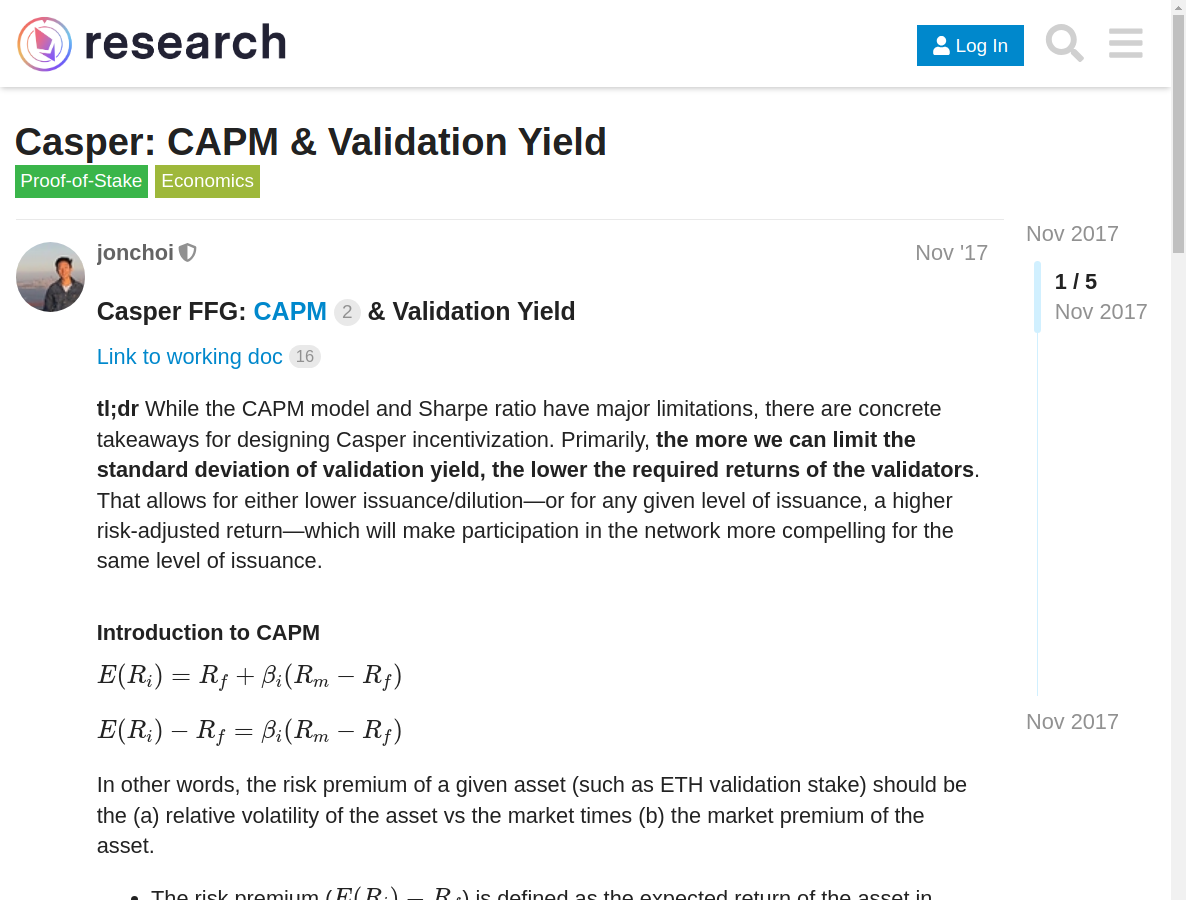 research
Log In
Casper: CAPM & Validation Yield
Proof-of-Stake Economics
jonchoi
Nov '17
Casper FFG: CAPM 2 & Validation Yield
Link to working doc 16
tl;dr While the CAPM model and Sharpe ratio have major limitations, there are concrete
takeaways for designing Casper incentivization. Primarily, the more we can limit the
standard deviation of validation yield, the lower the required returns of the validators.
That allows for either lower issuance/dilution—or for any given level of issuance, a higher
risk-adjusted return—which will make participation in the network more compelling for the
same level of issuance.
Introduction to CAPM
E(R_i) = R_f + β_i(R_m − R_f)
E(R_i) − R_f = β_i(R_m − R_f)
In other words, the risk premium of a given asset (such as ETH validation stake) should be
the (a) relative volatility of the asset vs the market times (b) the market premium of the
asset.
• The risk premium (E(R_i) − R_f) is defined as the expected return of the asset in
Nov 2017
1 / 5
Nov 2017
Nov 2017